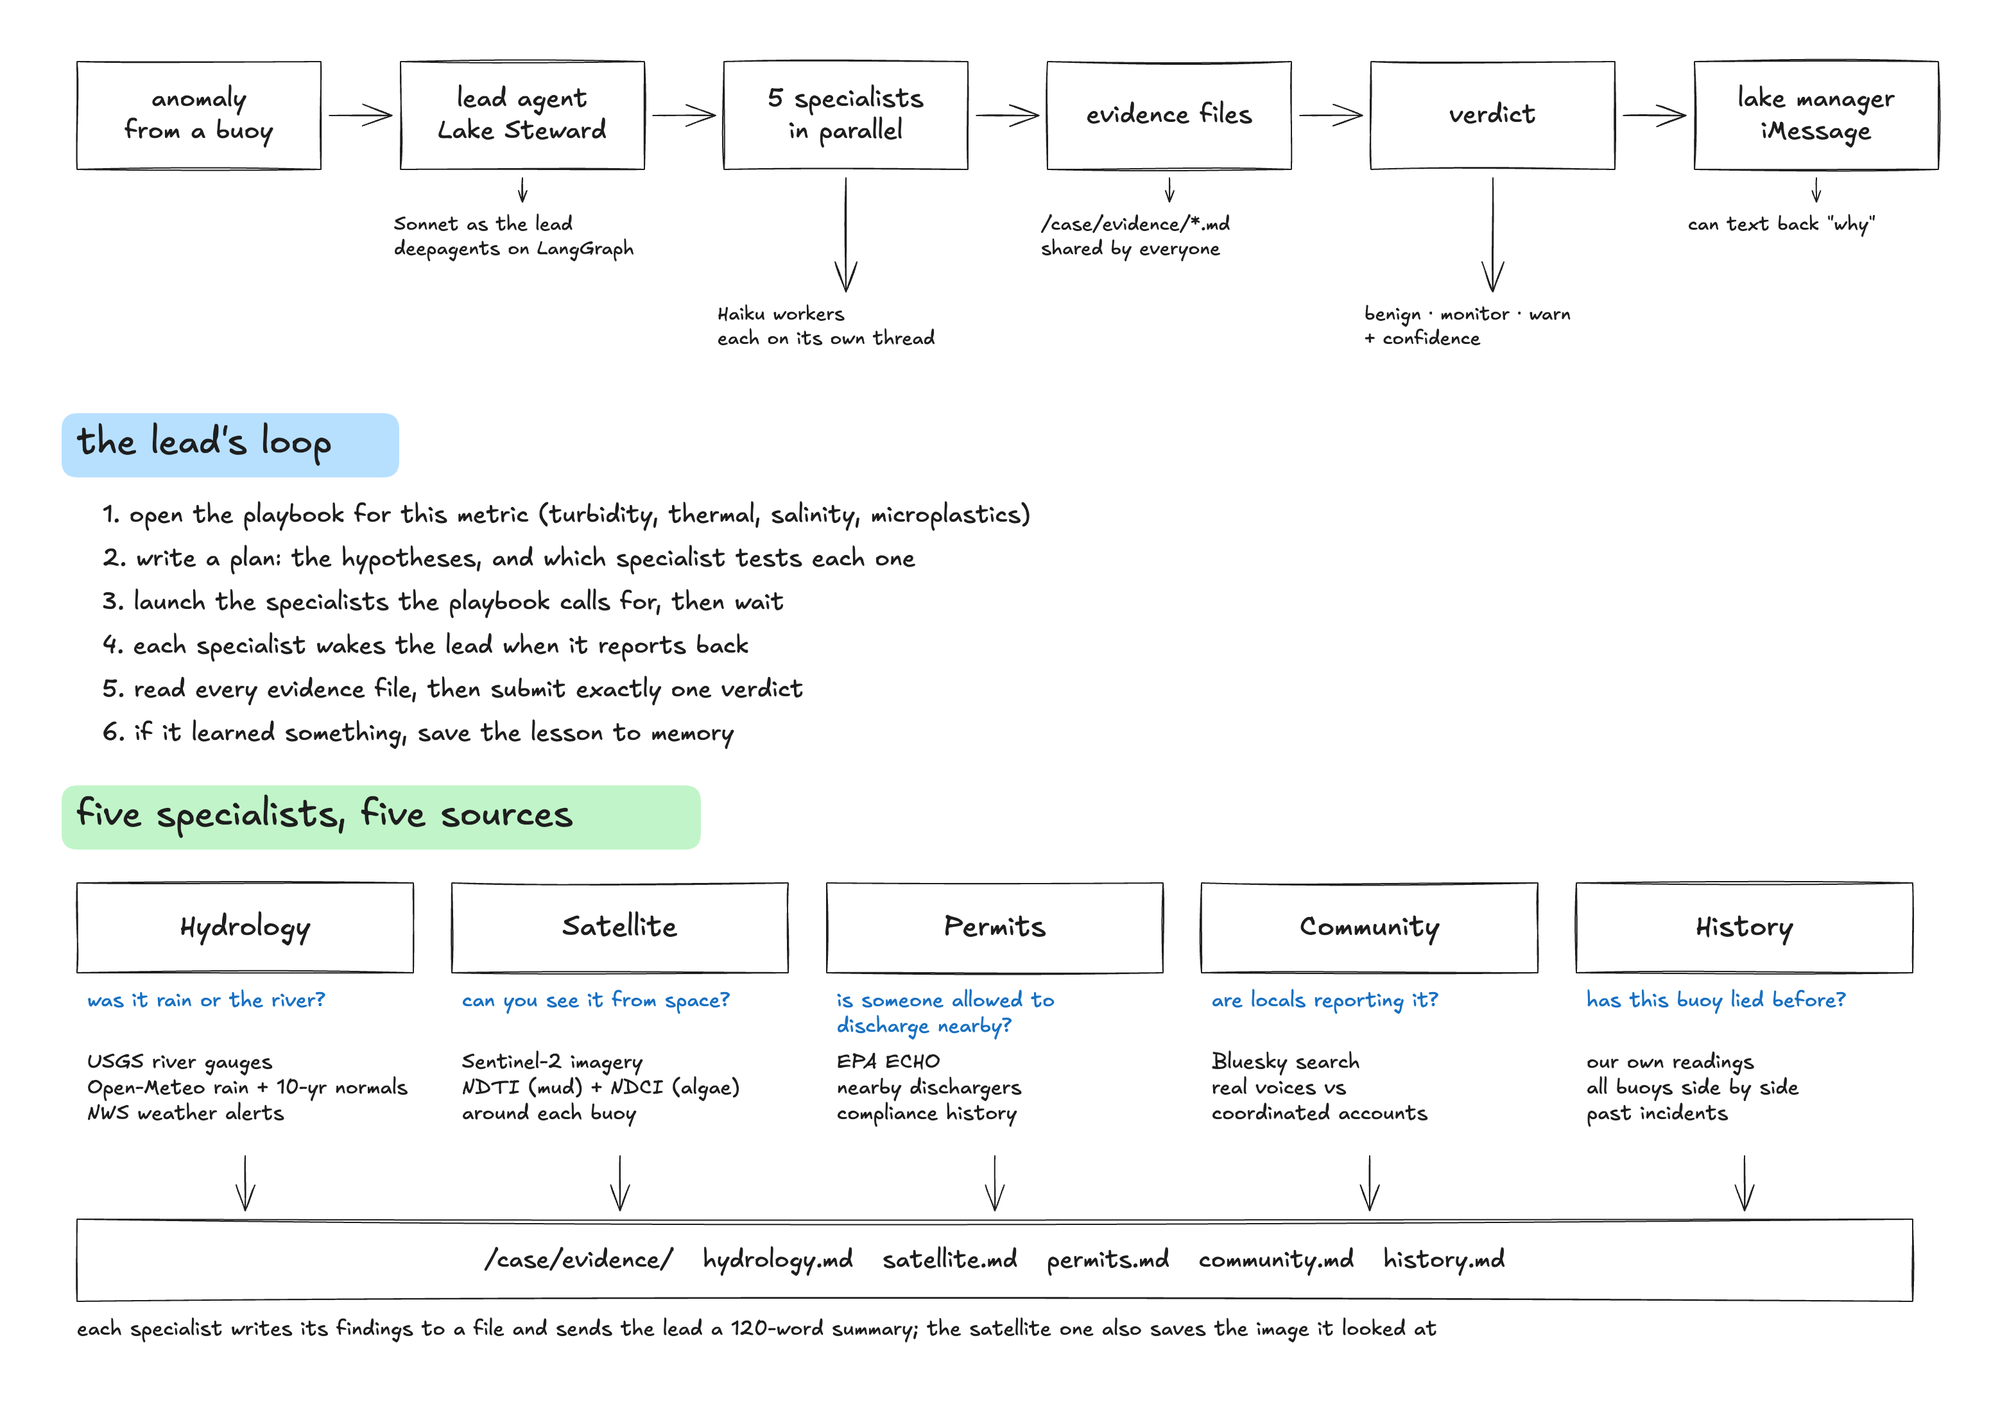 anomaly
from a buoy
lead agent
Lake Steward
5 specialists
in parallel
evidence files
verdict
lake manager
iMessage
Sonnet as the lead
deepagents on LangGraph
Haiku workers
each on its own thread
/case/evidence/*.md
shared by everyone
benign · monitor · warn
+ confidence
can text back "why"
the lead's loop
1. open the playbook for this metric (turbidity, thermal, salinity, microplastics)
2. write a plan: the hypotheses, and which specialist tests each one
3. launch the specialists the playbook calls for, then wait
4. each specialist wakes the lead when it reports back
5. read every evidence file, then submit exactly one verdict
6. if it learned something, save the lesson to memory
five specialists, five sources
Hydrology
was it rain or the river?
USGS river gauges
Open-Meteo rain + 10-yr normals
NWS weather alerts
Satellite
can you see it from space?
Sentinel-2 imagery
NDTI (mud) + NDCI (algae)
around each buoy
Permits
is someone allowed to
discharge nearby?
EPA ECHO
nearby dischargers
compliance history
Community
are locals reporting it?
Bluesky search
real voices vs
coordinated accounts
History
has this buoy lied before?
our own readings
all buoys side by side
past incidents
/case/evidence/ hydrology.md satellite.md permits.md community.md history.md
each specialist writes its findings to a file and sends the lead a 120-word summary; the satellite one also saves the image it looked at